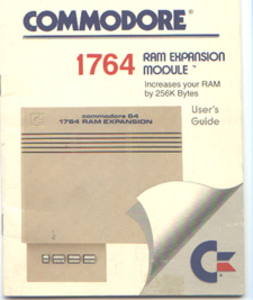 COMMODORE®
1764 RAM EXPANSION
MODULE™
Increases your RAM
by 256K Bytes
User's
Guide
commodore 64
1764 RAM EXPANSION